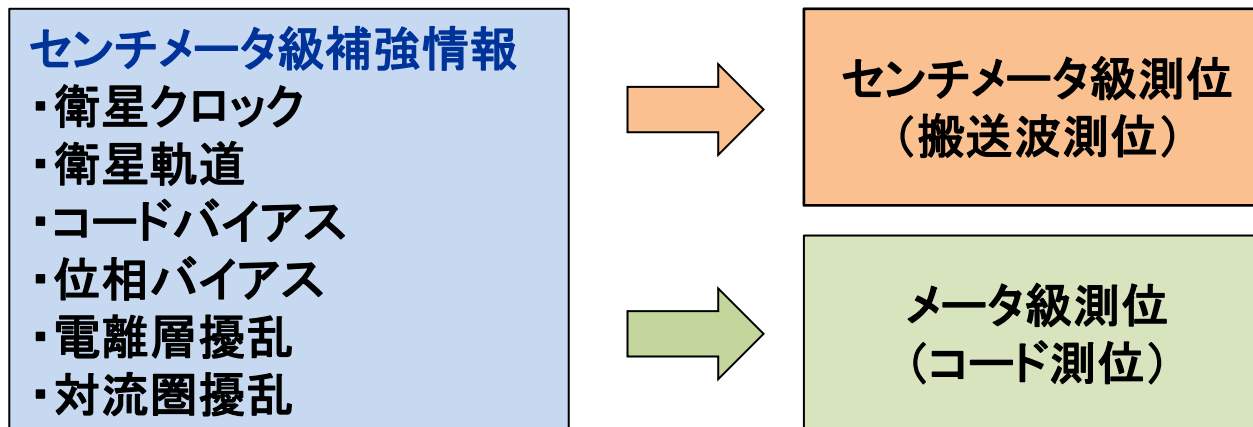 センチメータ級補強情報
・衛星クロック
・衛星軌道
・コードバイアス
・位相バイアス
・電離層擾乱
・対流圏擾乱
センチメータ級測位
（搬送波測位）
メータ級測位
（コード測位）